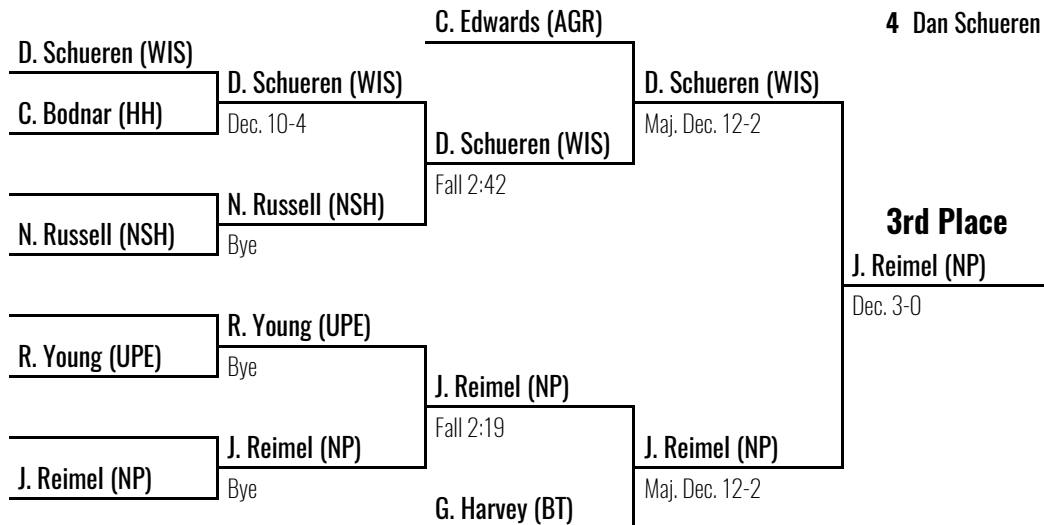 C. Edwards (AGR)
4 Dan Schueren
D. Schueren (WIS)
D. Schueren (WIS)
D. Schueren (WIS)
C. Bodnar (HH)
Dec. 10-4
Maj. Dec. 12-2
D. Schueren (WIS)
Fall 2:42
N. Russell (NSH)
N. Russell (NSH)
Bye
3rd Place
J. Reimel (NP)
Dec. 3-0
R. Young (UPE)
R. Young (UPE)
Bye
J. Reimel (NP)
Fall 2:19
J. Reimel (NP)
J. Reimel (NP)
J. Reimel (NP)
Bye
Maj. Dec. 12-2
G. Harvey (BT)